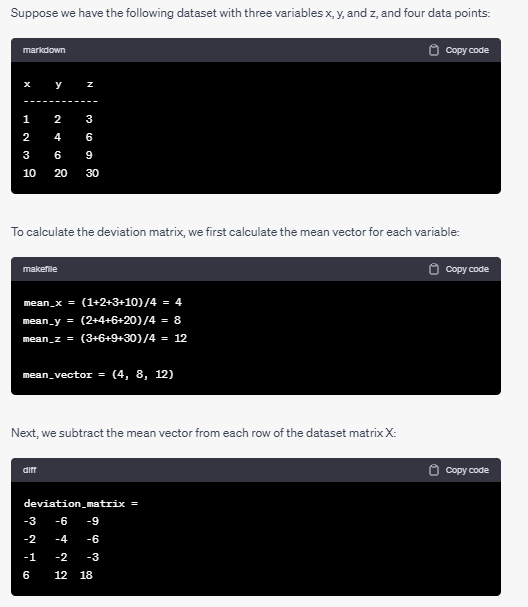 Suppose we have the following dataset with three variables x, y, and z, and four data points:
markdown Copy code
x y z
------------
1 2 3
2 4 6
3 6 9
10 20 30
To calculate the deviation matrix, we first calculate the mean vector for each variable:
makefile Copy code
mean_x = (1+2+3+10)/4 = 4
mean_y = (2+4+6+20)/4 = 8
mean_z = (3+6+9+30)/4 = 12
mean_vector = (4, 8, 12)
Next, we subtract the mean vector from each row of the dataset matrix X:
diff Copy code
deviation_matrix =
-3 -6 -9
-2 -4 -6
-1 -2 -3
6 12 18